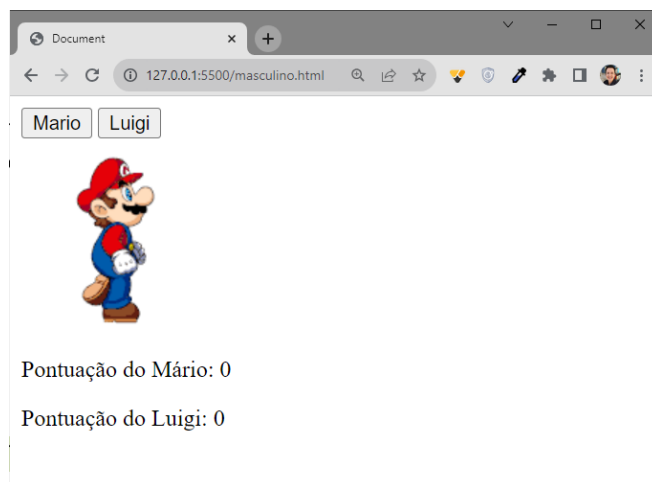 Document
127.0.0.1:5500/masculino.html
Mario Luigi
Pontuação do Mário: 0
Pontuação do Luigi: 0